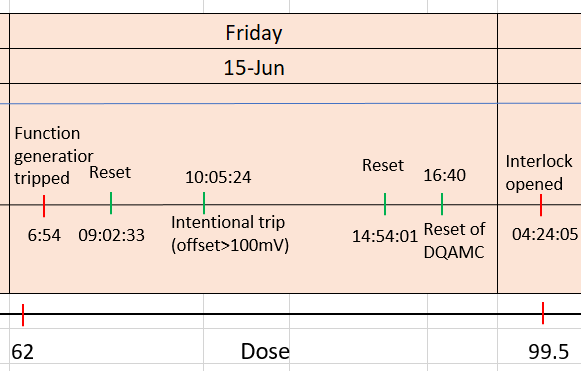 Friday
15-Jun
Function
generatior
tripped
Reset
10:05:24
Reset
16:40
Interlock
opened
6:54
09:02:33
Intentional trip
(offset>100mV)
14:54:01
Reset of
DQAMC
04:24:05
62
Dose
99.5